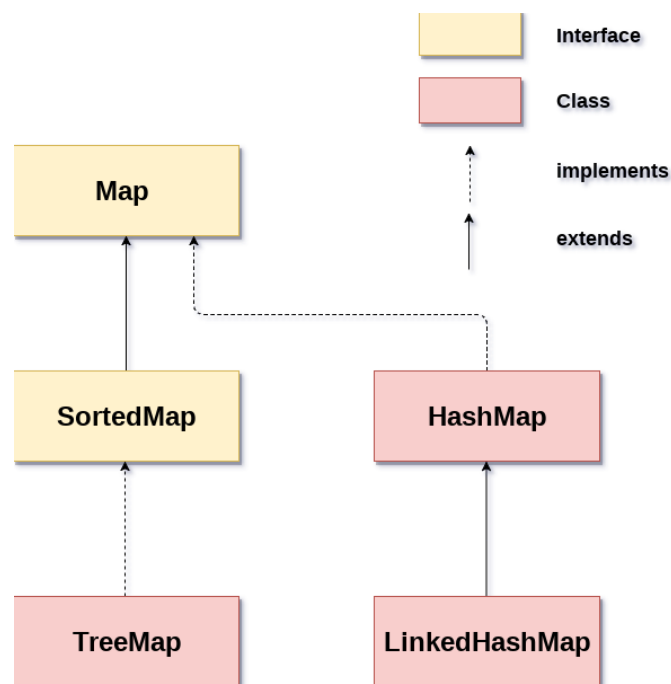 Interface
Class
implements
extends
Map
SortedMap
HashMap
TreeMap
LinkedHashMap